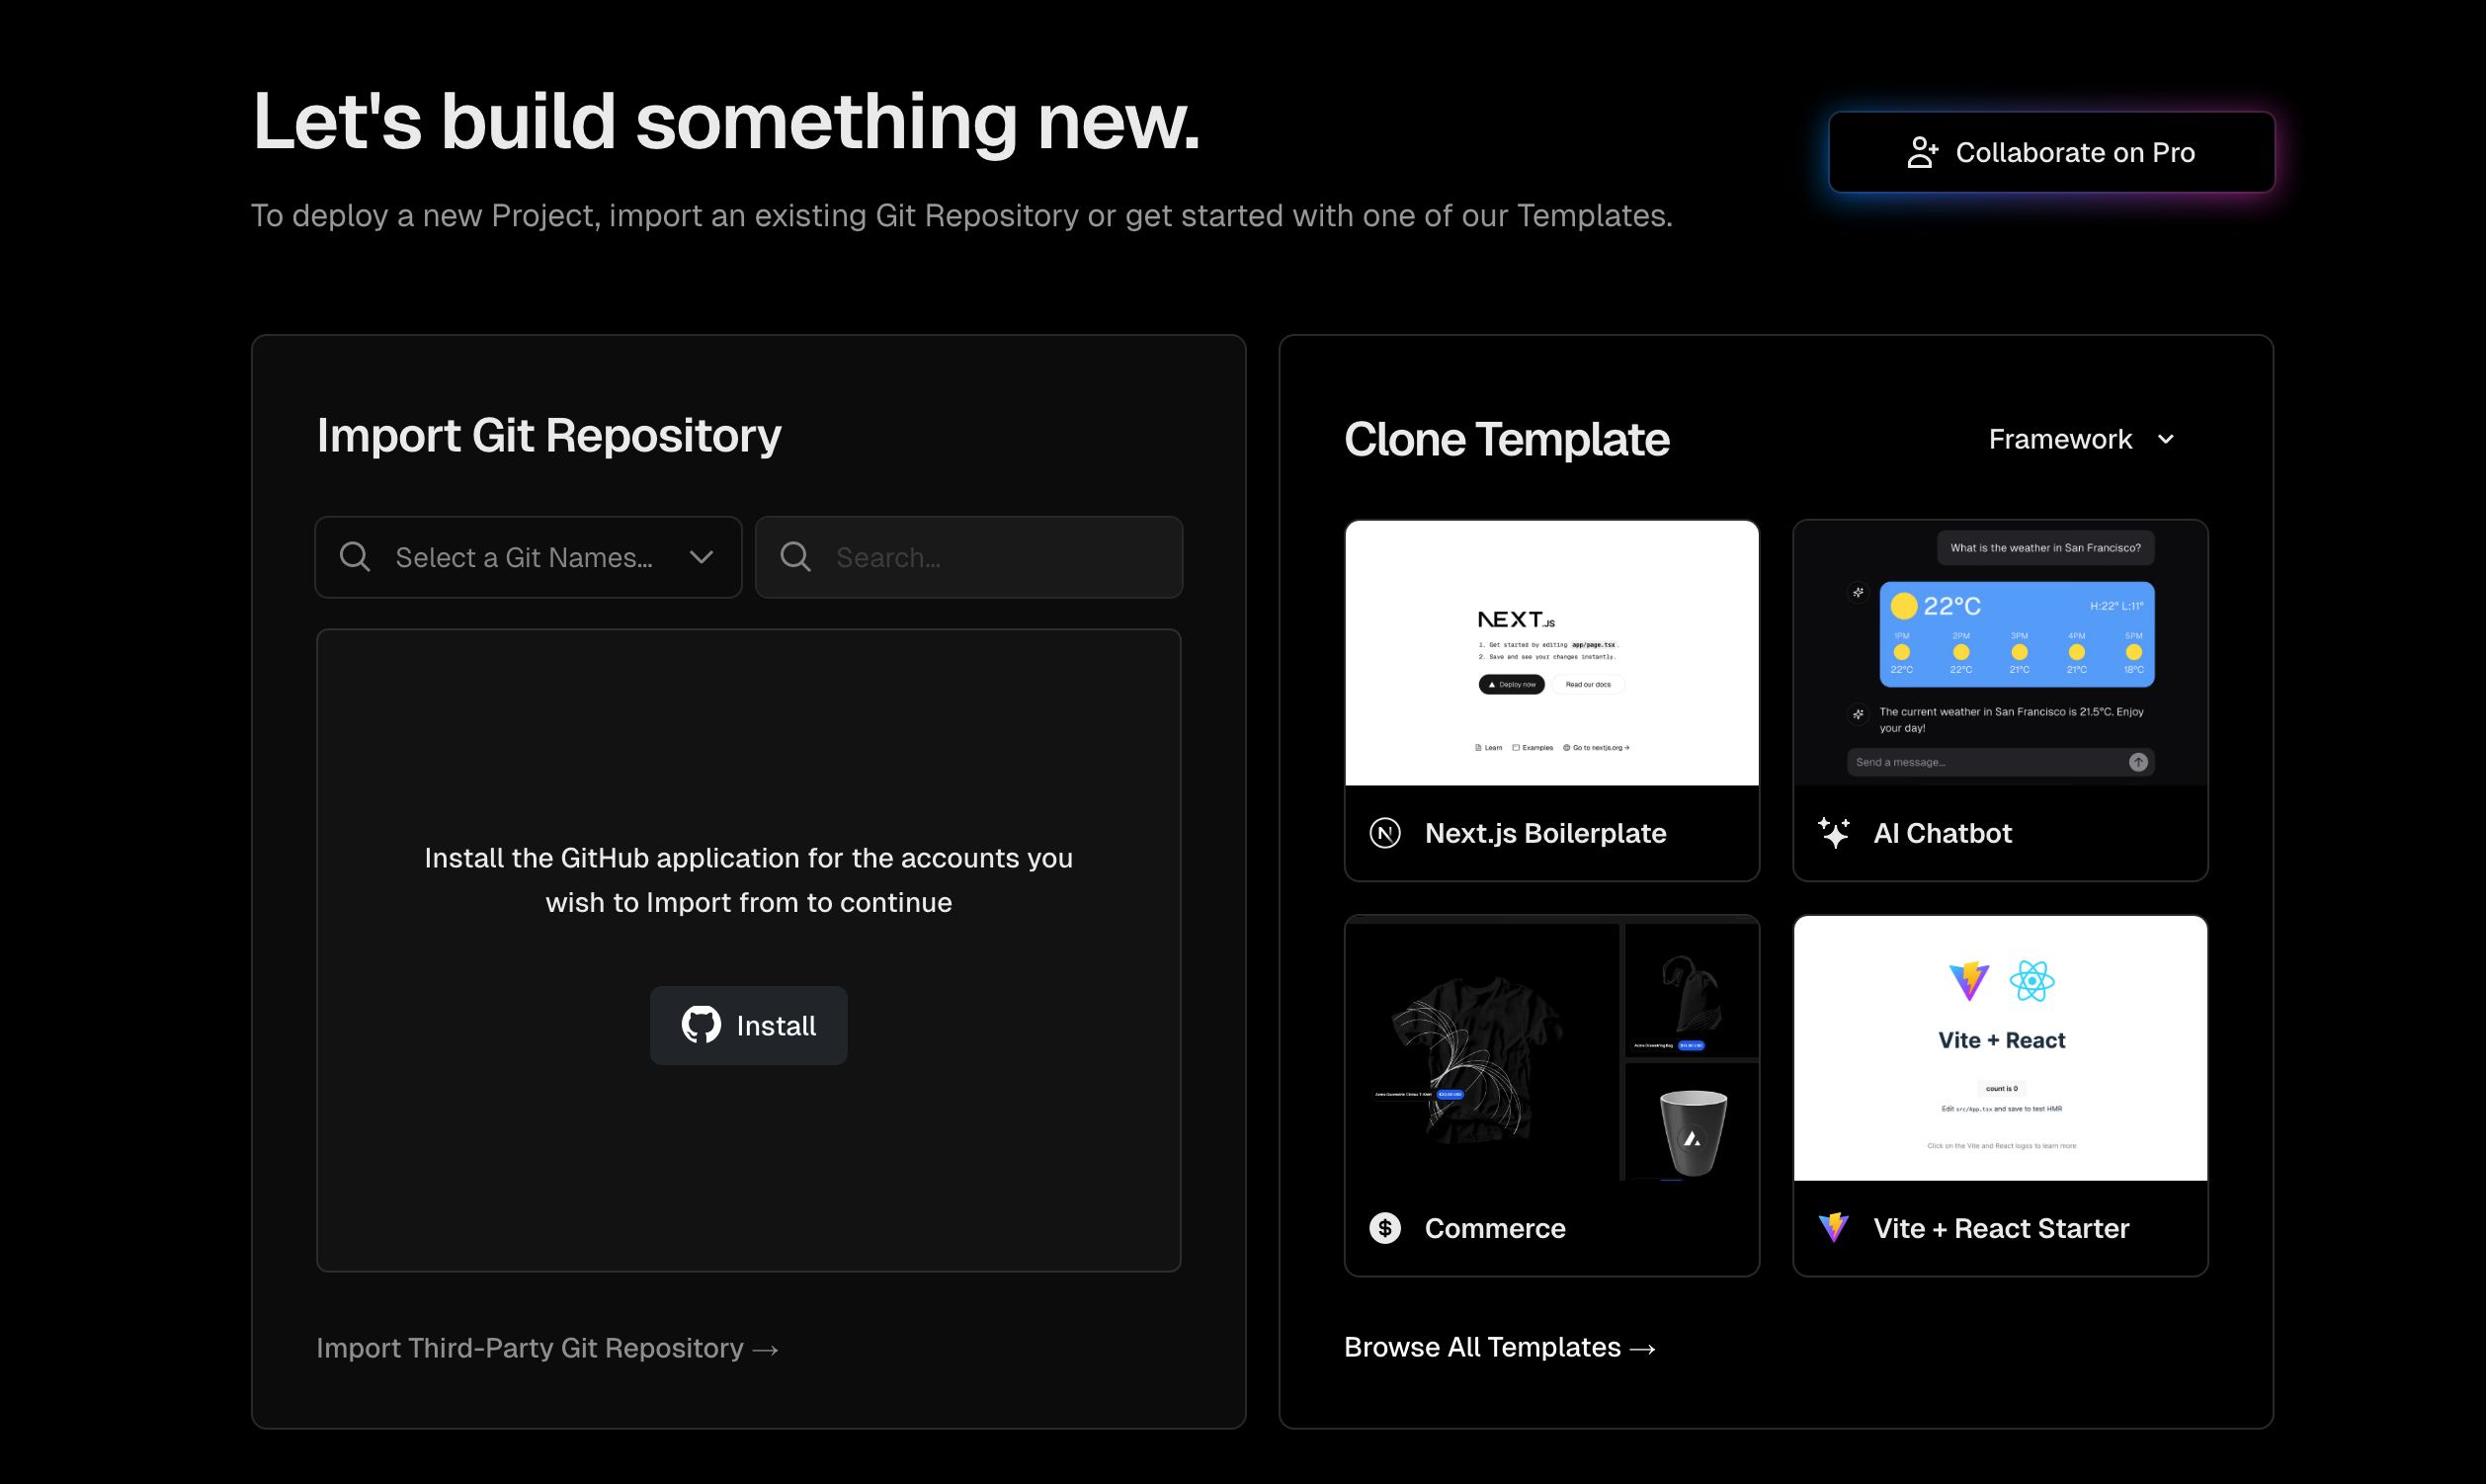 Let's build something new.
To deploy a new Project, import an existing Git Repository or get started with one of our Templates.
Collaborate on Pro
Import Git Repository
Select a Git Names...
Search...
Install the GitHub application for the accounts you
wish to Import from to continue
Install
Import Third-Party Git Repository →
Clone Template
Framework
NEXT.JS
1. Get started by editing app/page.tsx.
2. Save and see your changes instantly.
Deploy now
Read our docs
Learn
Examples
Go to nextjs.org →
Next.js Boilerplate
What is the weather in San Francisco?
22°C
H:22° L:11°
1PM 2PM 3PM 4PM 5PM
22°C 22°C 21°C 21°C 18°C
The current weather in San Francisco is 21.5°C. Enjoy
your day!
Send a message...
AI Chatbot
Acme Drawstring Bag
Acme Geometric Circles T-Shirt
Commerce
Vite + React
count is 0
Edit src/App.tsx and save to test HMR
Click on the Vite and React logos to learn more
Vite + React Starter
Browse All Templates →